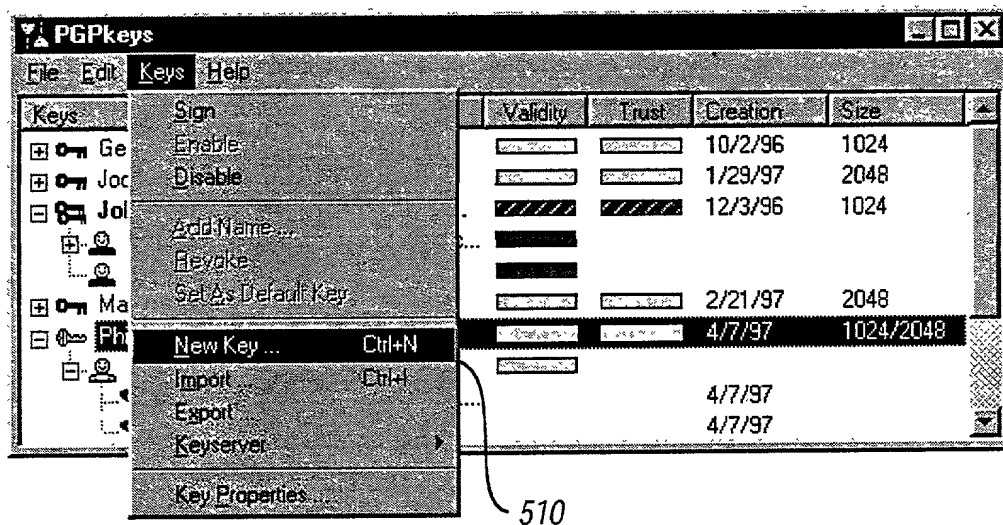 PGPkeys
File Edit Keys Help
Keys Validity Trust Creation Size
Sign
Enable
Disable
Add Name ...
Revoke
Set As Default Key
New Key ... Ctrl+N
Import ... Ctrl+I
Export ...
Keyserver
Key Properties ...
Ge 10/2/96 1024
Joc 1/29/97 2048
Jol 12/3/96 1024
Ma 2/21/97 2048
Ph 4/7/97 1024/2048
4/7/97
4/7/97
510